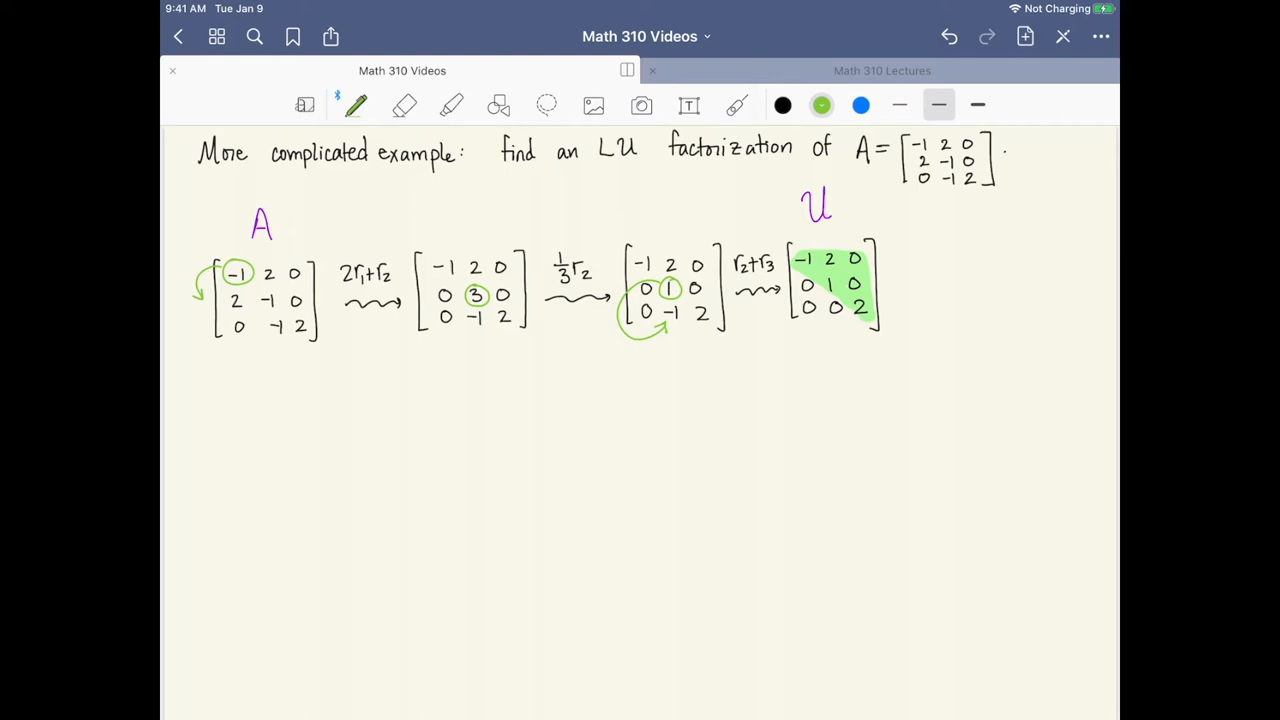 9:41 AM Tue Jan 9
Not Charging
Math 310 Videos
Math 310 Videos
Math 310 Lectures
T
More complicated example: find an LU factorization of A = [-1 2 0
2 -1 0
0 -1 2].
A
U
[-1 2 0
2 -1 0
0 -1 2]
2r₁+r₂
[-1 2 0
0 3 0
0 -1 2]
1/3 r₂
[-1 2 0
0 1 0
0 -1 2]
r₂+r₃
[-1 2 0
0 1 0
0 0 2]